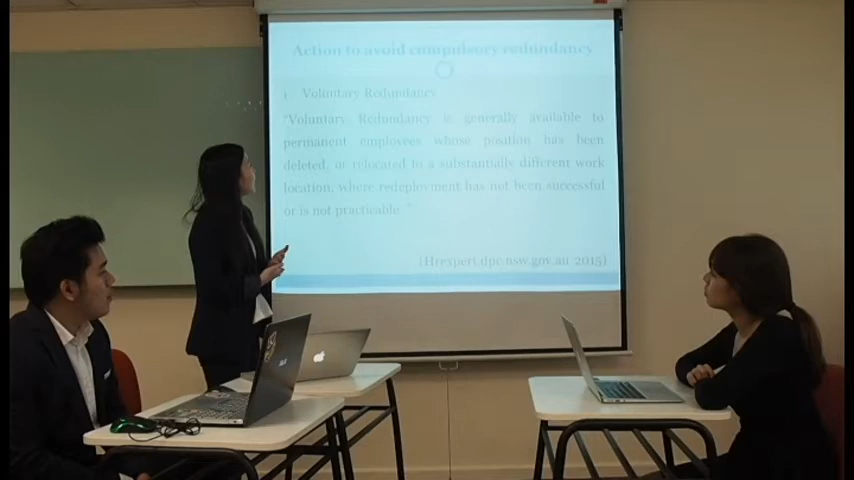 Action to avoid compulsory redundancy
1 Voluntary Redundancy
"Voluntary Redundancy is generally available to
permanent employees whose position has been
deleted, or relocated to a substantially different work
location, where redeployment has not been successful
or is not practicable."
(Hrexpert.dpc.nsw.gov.au 2015)